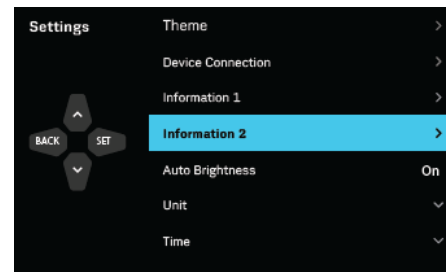 Settings
Theme
Device Connection
Information 1
Information 2
Auto Brightness On
Unit
Time
BACK SET